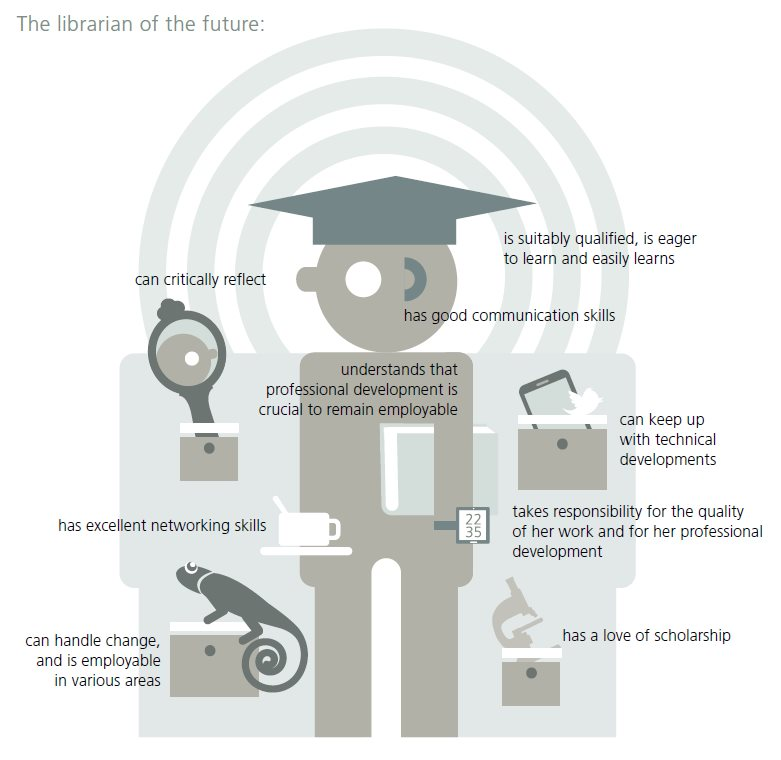 The librarian of the future:
is suitably qualified, is eager
to learn and easily learns
can critically reflect
has good communication skills
understands that
professional development is
crucial to remain employable
can keep up
with technical
developments
has excellent networking skills
22
35
takes responsibility for the quality
of her work and for her professional
development
can handle change,
and is employable
in various areas
has a love of scholarship